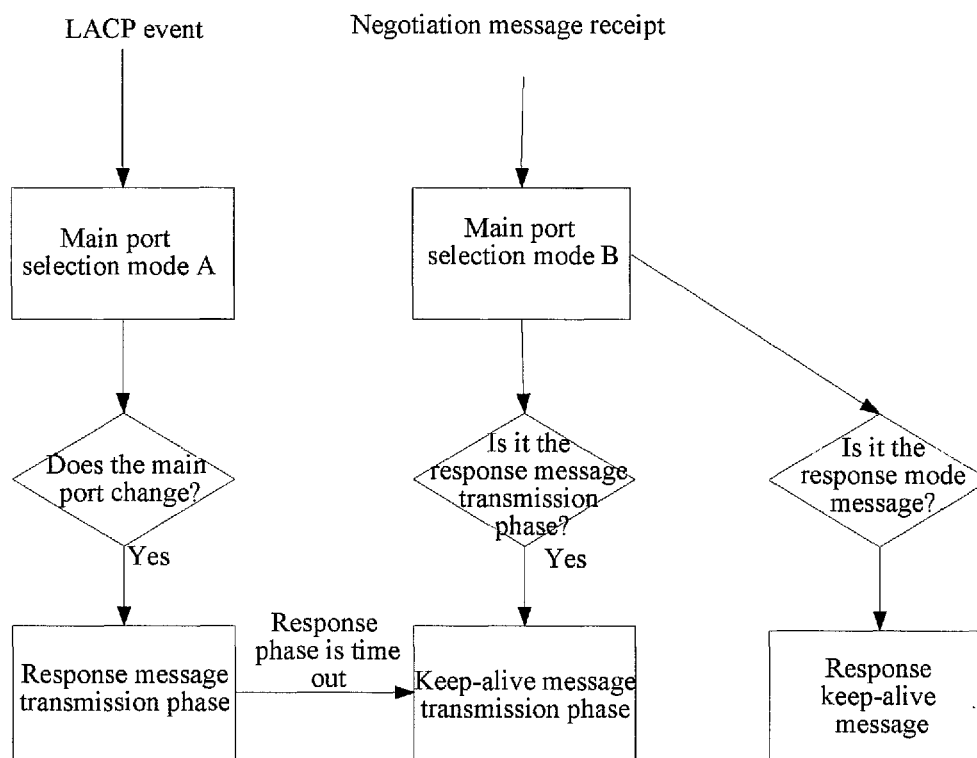 LACP event
Negotiation message receipt
Main port
selection mode A
Main port
selection mode B
Does the main
port change?
Is it the
response message
transmission
phase?
Is it the
response mode
message?
Yes
Yes
Response message
transmission phase
Response
phase is time
out
Keep-alive message
transmission phase
Response
keep-alive
message